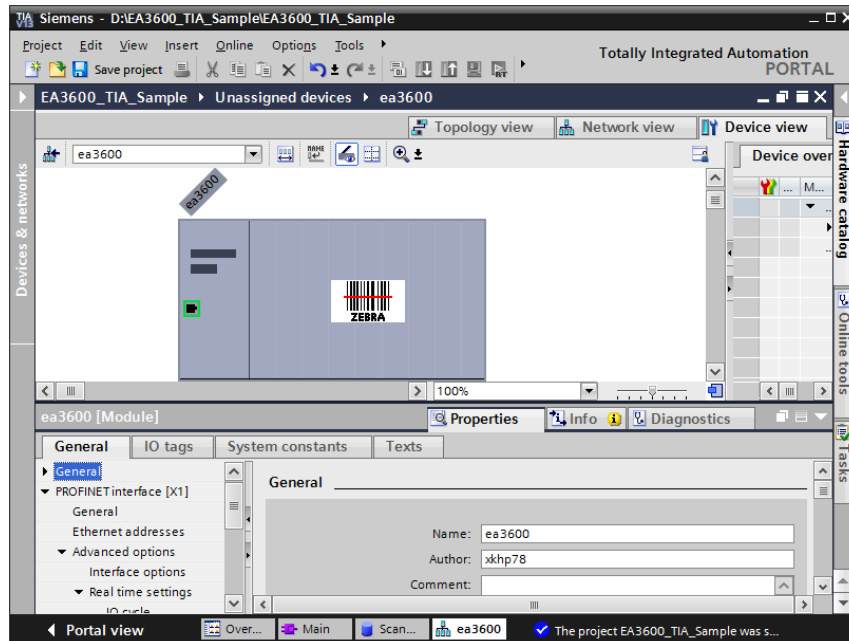 TIA V13 Siemens - D:\EA3600_TIA_Sample\EA3600_TIA_Sample
Project Edit View Insert Online Options Tools
Totally Integrated Automation
PORTAL
Save project
EA3600_TIA_Sample Unassigned devices ea3600
Topology view Network view Device view
ea3600
Device over
... M...
ea3600
ZEBRA
Devices & networks
Hardware catalog
Online tools
Tasks
100%
ea3600 [Module]
Properties Info Diagnostics
General IO tags System constants Texts
General
PROFINET interface [X1]
General
Ethernet addresses
Advanced options
Interface options
Real time settings
IO cycle
General
Name: ea3600
Author: xkhp78
Comment:
Portal view Over... Main Scan... ea3600 The project EA3600_TIA_Sample was s...